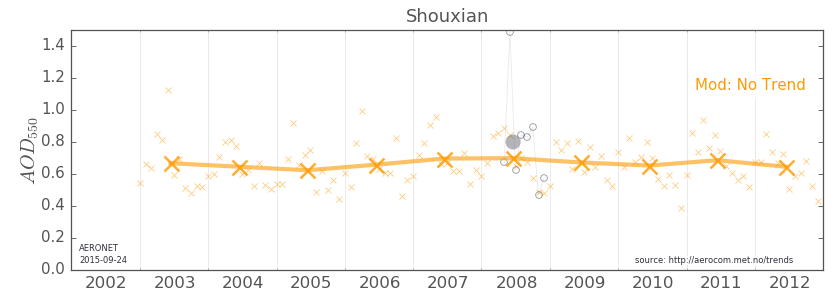 Shouxian
1.4
1.2
1.0
0.8
0.6
0.4
0.2
0.0
AOD550
Mod: No Trend
AERONET
2015-09-24
source: http://aerocom.met.no/trends
2002 2003 2004 2005 2006 2007 2008 2009 2010 2011 2012